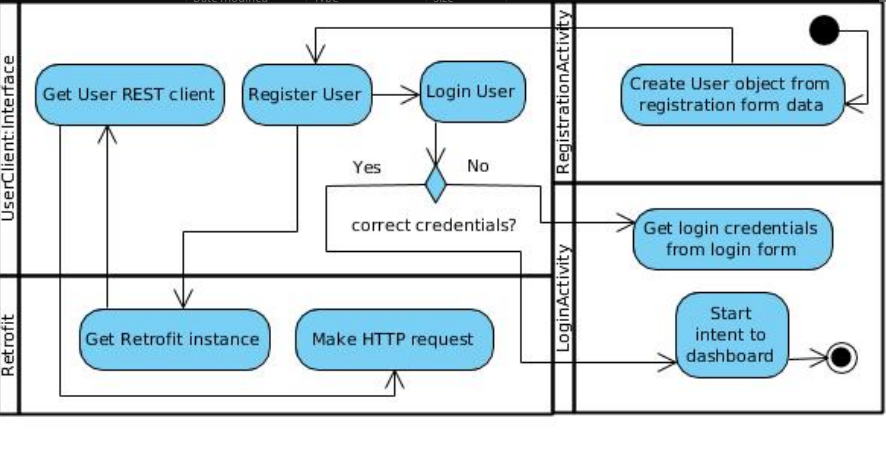 UserClient:Interface
Get User REST client
Register User
Login User
Yes
No
correct credentials?
Retrofit
Get Retrofit instance
Make HTTP request
RegistrationActivity
Create User object from
registration form data
LoginActivity
Get login credentials
from login form
Start
intent to
dashboard